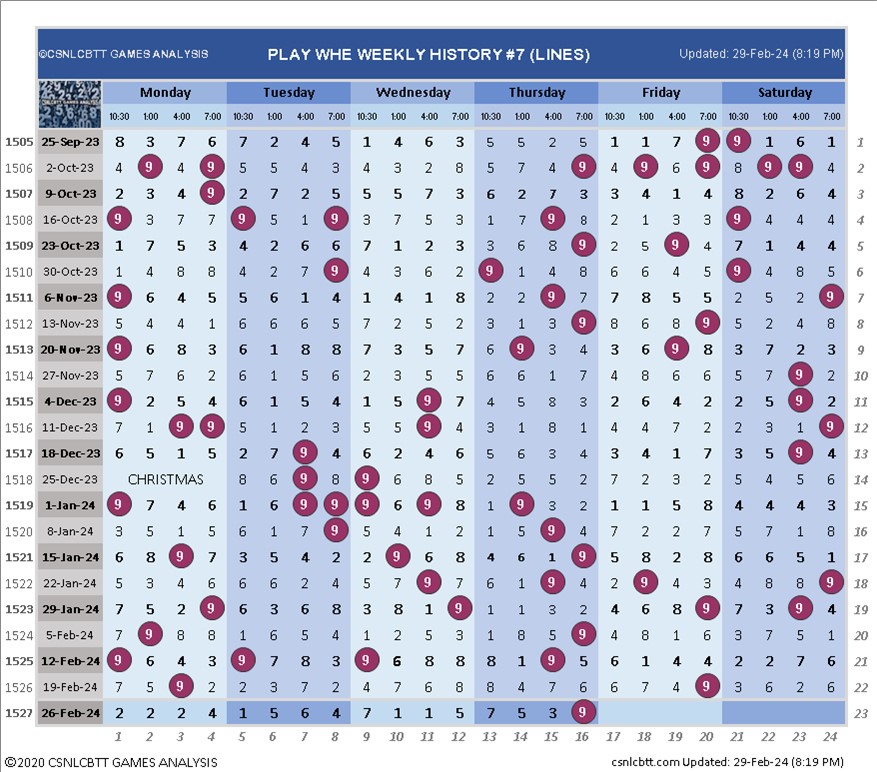 ©CSNLCBTT GAMES ANALYSIS PLAY WHE WEEKLY HISTORY #7 (LINES) Updated: 29-Feb-24 (8:19 PM)
CSNLCBTT GAMES ANALYSIS Monday Tuesday Wednesday Thursday Friday Saturday
10:30 1:00 4:00 7:00 10:30 1:00 4:00 7:00 10:30 1:00 4:00 7:00 10:30 1:00 4:00 7:00 10:30 1:00 4:00 7:00 10:30 1:00 4:00 7:00
1505 25-Sep-23 8 3 7 6 7 2 4 5 1 4 6 3 5 5 2 5 1 1 7 9 9 1 6 1 1
1506 2-Oct-23 4 9 4 9 5 5 4 3 4 3 2 8 5 7 4 9 4 9 6 9 8 9 9 4 2
1507 9-Oct-23 2 3 4 9 2 7 2 5 5 5 7 3 6 2 7 3 3 4 1 4 8 2 6 4 3
1508 16-Oct-23 9 3 7 7 9 5 1 9 3 7 5 3 1 7 9 8 2 1 3 3 9 4 4 4 4
1509 23-Oct-23 1 7 5 3 4 2 6 6 7 1 2 3 3 6 8 9 2 5 9 4 7 1 4 4 5
1510 30-Oct-23 1 4 8 8 4 2 7 9 4 3 6 2 9 1 4 8 6 6 4 5 9 4 8 5 6
1511 6-Nov-23 9 6 4 5 5 6 1 4 1 4 1 8 2 2 9 7 7 8 5 5 2 5 2 9 7
1512 13-Nov-23 5 4 4 1 6 6 6 5 7 2 5 2 3 1 3 9 8 6 8 9 5 2 4 8 8
1513 20-Nov-23 9 6 8 3 6 1 8 8 7 3 5 7 6 9 3 4 3 6 9 8 3 7 2 3 9
1514 27-Nov-23 5 7 6 2 6 1 5 6 2 3 5 5 6 6 1 7 4 8 6 6 5 7 9 2 10
1515 4-Dec-23 9 2 5 4 6 1 5 4 1 5 9 7 4 5 8 3 2 6 4 2 2 5 9 2 11
1516 11-Dec-23 7 1 9 9 5 1 2 3 5 5 9 4 3 1 8 1 4 4 7 2 2 3 1 9 12
1517 18-Dec-23 6 5 1 5 2 7 9 4 6 2 4 6 5 6 3 4 3 4 1 7 3 5 9 4 13
1518 25-Dec-23 CHRISTMAS 8 6 9 8 9 6 8 5 2 5 5 2 7 2 5 3 5 4 5 2 14
1519 1-Jan-24 9 7 4 6 1 6 9 9 9 6 9 8 1 9 3 2 1 1 5 8 4 4 4 3 15
1520 8-Jan-24 3 5 1 5 6 1 7 9 5 4 1 2 1 5 9 4 7 2 2 7 5 7 1 8 16
1521 15-Jan-24 6 8 9 7 3 5 4 2 2 9 6 8 4 6 1 9 5 8 2 8 6 6 5 1 17
1522 22-Jan-24 5 3 4 6 6 6 2 4 5 7 9 7 6 1 9 4 2 9 4 3 4 8 8 9 18
1523 29-Jan-24 7 5 2 9 6 3 6 8 3 8 1 9 1 1 3 2 4 6 8 9 7 3 9 4 19
1524 5-Feb-24 7 9 8 8 1 6 5 4 1 2 5 3 1 8 5 9 4 8 1 6 3 7 5 1 20
1525 12-Feb-24 9 6 4 3 9 7 8 3 9 6 8 8 8 1 9 5 6 1 4 4 2 2 7 6 21
1526 19-Feb-24 7 5 9 2 2 3 7 2 4 7 6 8 8 4 7 6 6 7 4 9 3 6 2 6 22
1527 26-Feb-24 2 2 2 4 1 5 6 4 7 1 1 5 7 5 3 9 23
1 2 3 4 5 6 7 8 9 10 11 12 13 14 15 16 17 18 19 20 21 22 23 24
©2020 CSNLCBTT GAMES ANALYSIS csnlcbtt.com Updated: 29-Feb-24 (8:19 PM)